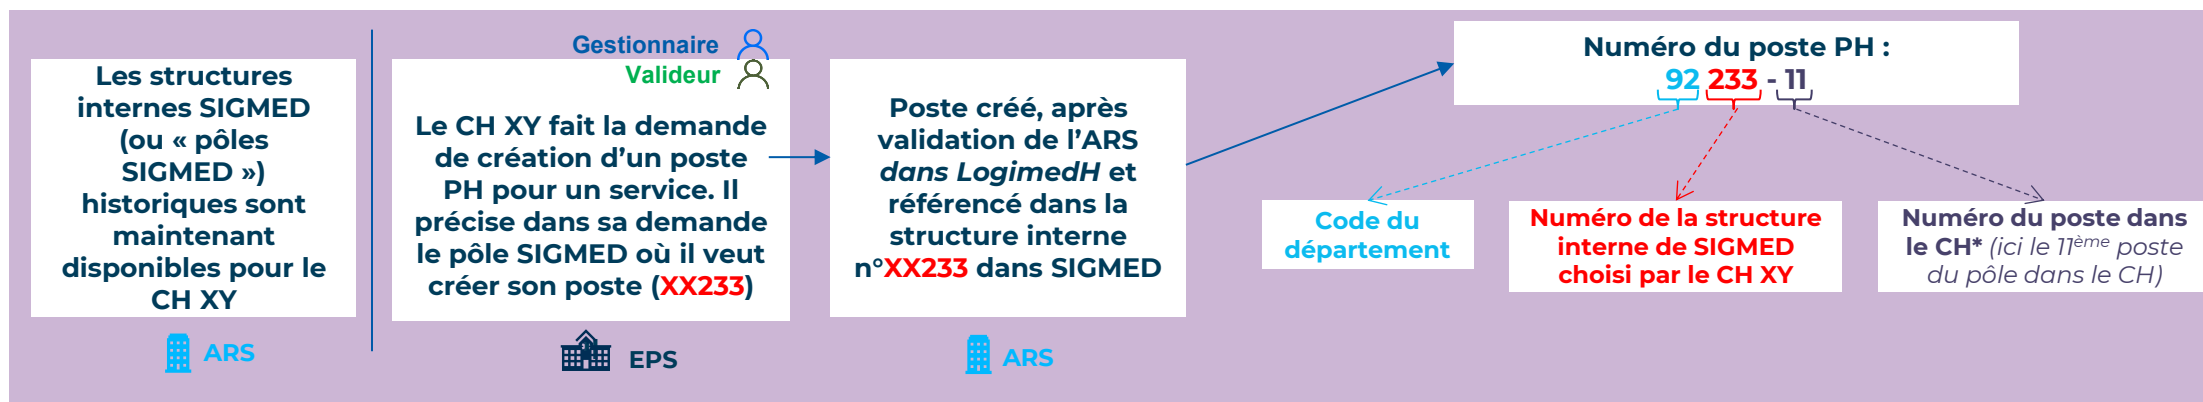 Les structures
internes SIGMED
(ou « pôles
SIGMED »)
historiques sont
maintenant
disponibles pour le
CH XY
ARS
Gestionnaire
Valideur
Le CH XY fait la demande
de création d’un poste
PH pour un service. Il
précise dans sa demande
le pôle SIGMED où il veut
créer son poste (XX233)
EPS
Poste créé, après
validation de l’ARS
dans LogimedH et
référencé dans la
structure interne
n°XX233 dans SIGMED
ARS
Numéro du poste PH :
92 233 - 11
Code du
département
Numéro de la structure
interne de SIGMED
choisi par le CH XY
Numéro du poste dans
le CH* (ici le 11ème poste
du pôle dans le CH)